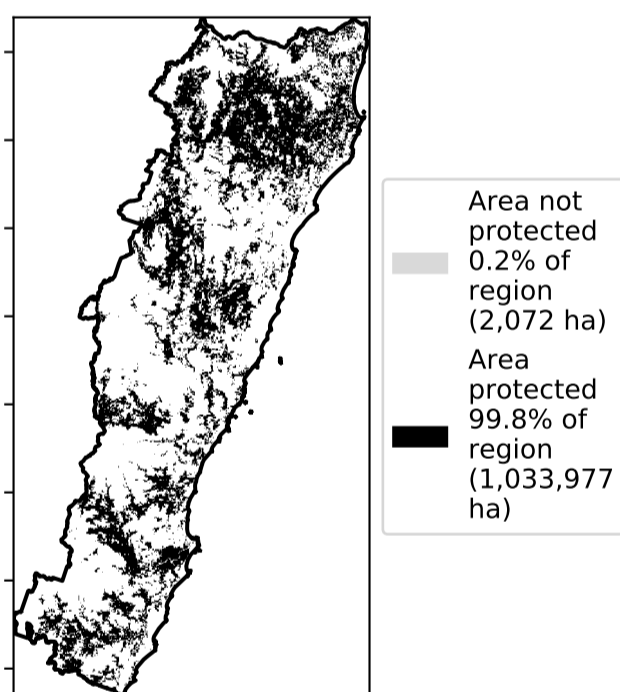 Area not
protected
0.2% of
region
(2,072 ha)
Area
protected
99.8% of
region
(1,033,977
ha)